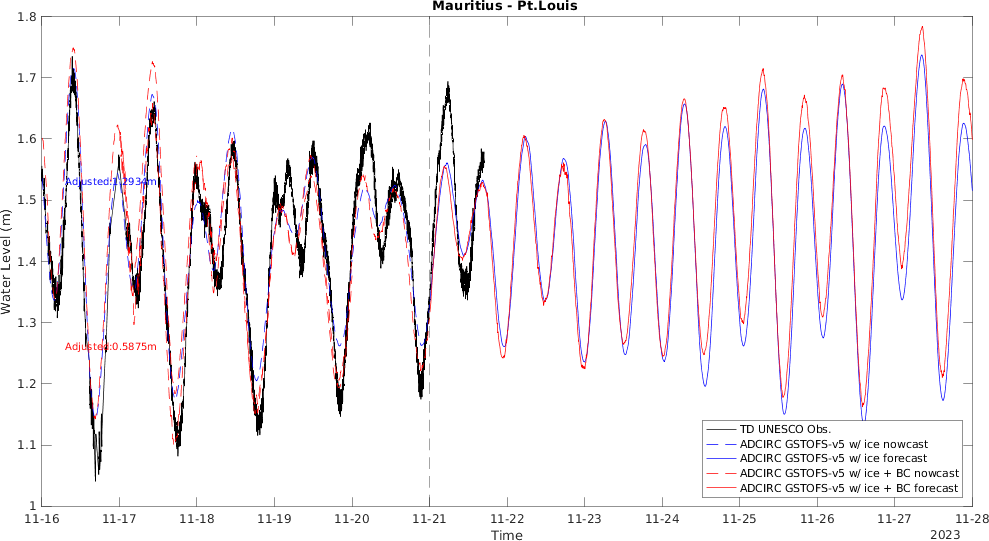 Mauritius - Pt.Louis
1.8
1.7
1.6
1.5
1.4
1.3
1.2
1.1
1
Water Level (m)
Adjusted:1.2934m
Adjusted:0.5875m
TD UNESCO Obs.
ADCIRC GSTOFS-v5 w/ ice nowcast
ADCIRC GSTOFS-v5 w/ ice forecast
ADCIRC GSTOFS-v5 w/ ice + BC nowcast
ADCIRC GSTOFS-v5 w/ ice + BC forecast
11-16 11-17 11-18 11-19 11-20 11-21 11-22 11-23 11-24 11-25 11-26 11-27 11-28
Time
2023